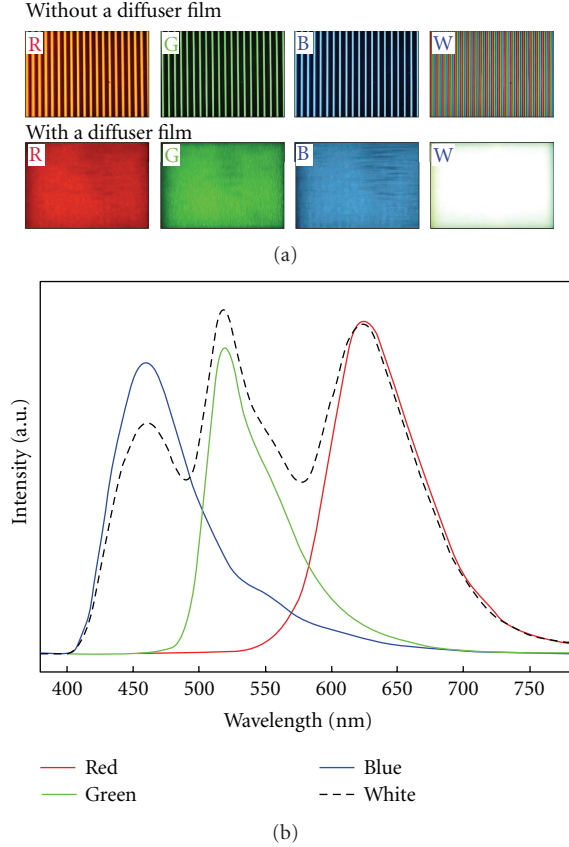 Without a diffuser film
R G B W
With a diffuser film
R G B W
(a)
Intensity (a.u.)
400 450 500 550 600 650 700 750
Wavelength (nm)
Red Blue
Green White
(b)